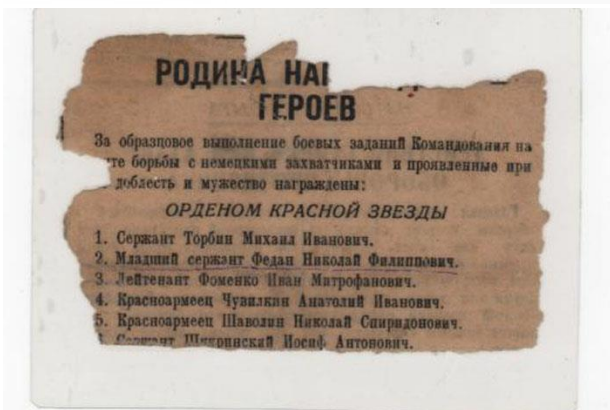 РОДИНА НАГ
ГЕРОЕВ
За образцовое выполнение боевых заданий Командования на
те борьбы с немецкими захватчиками и проявленные при
доблесть и мужество награждены:
ОРДЕНОМ КРАСНОЙ ЗВЕЗДЫ
1. Сержант Торбин Михаил Иванович.
2. Младший сержант Федан Николай Филиппович.
3. Лейтенант Фоменко Иван Митрофанович.
4. Красноармеец Чувилкин Анатолий Иванович.
5. Красноармеец Шаволин Николай Спиридонович.
Сержант Шукринский Иосиф Антонович.